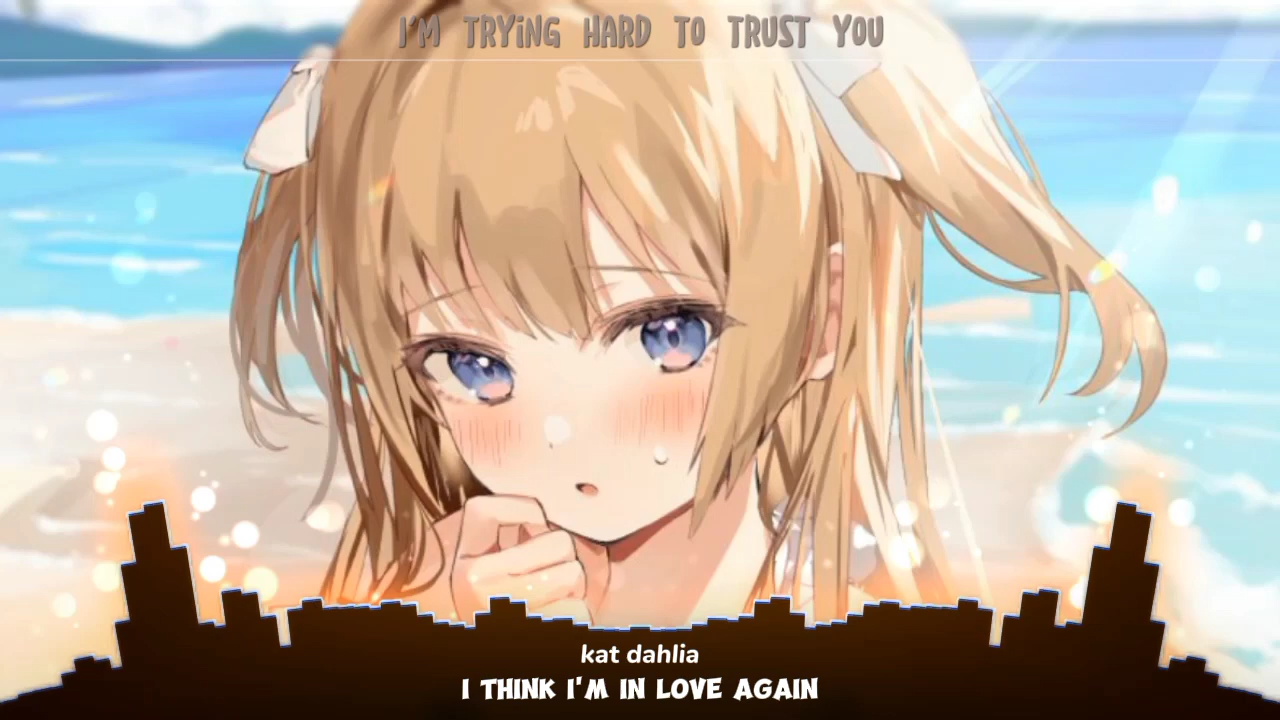 I'M TRYiNG HARD TO TRUST YOU
kat dahlia
I THINK I'M IN LOVE AGAIN